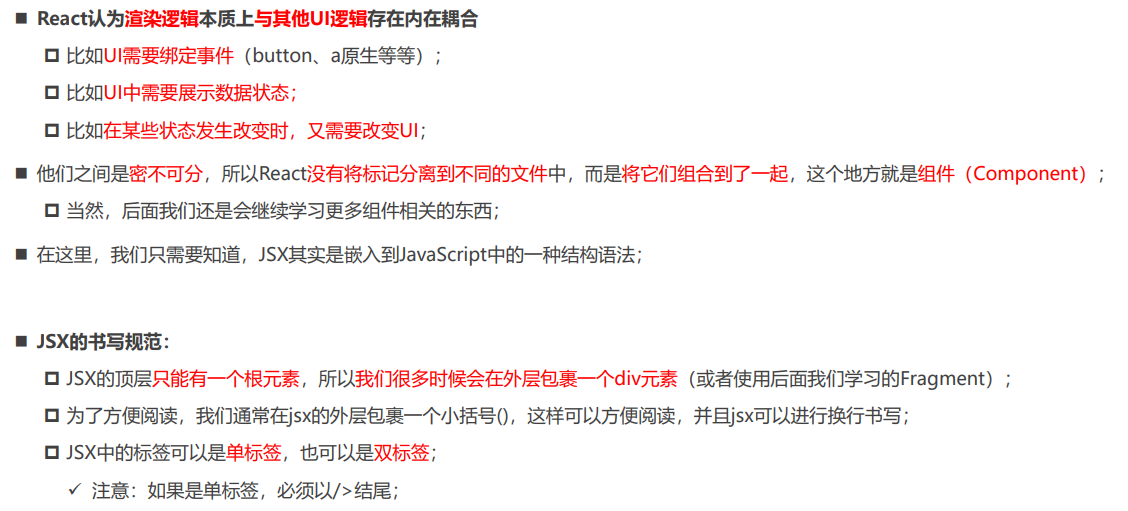 React认为渲染逻辑本质上与其他UI逻辑存在内在耦合
比如UI需要绑定事件（button、a原生等等）；
比如UI中需要展示数据状态；
比如在某些状态发生改变时，又需要改变UI；
他们之间是密不可分，所以React没有将标记分离到不同的文件中，而是将它们组合到了一起，这个地方就是组件（Component）；
当然，后面我们还是会继续学习更多组件相关的东西；
在这里，我们只需要知道，JSX其实是嵌入到JavaScript中的一种结构语法；
JSX的书写规范：
JSX的顶层只能有一个根元素，所以我们很多时候会在外层包裹一个div元素（或者使用后面我们学习的Fragment）；
为了方便阅读，我们通常在jsx的外层包裹一个小括号()，这样可以方便阅读，并且jsx可以进行换行书写；
JSX中的标签可以是单标签，也可以是双标签；
✓ 注意：如果是单标签，必须以/>结尾；